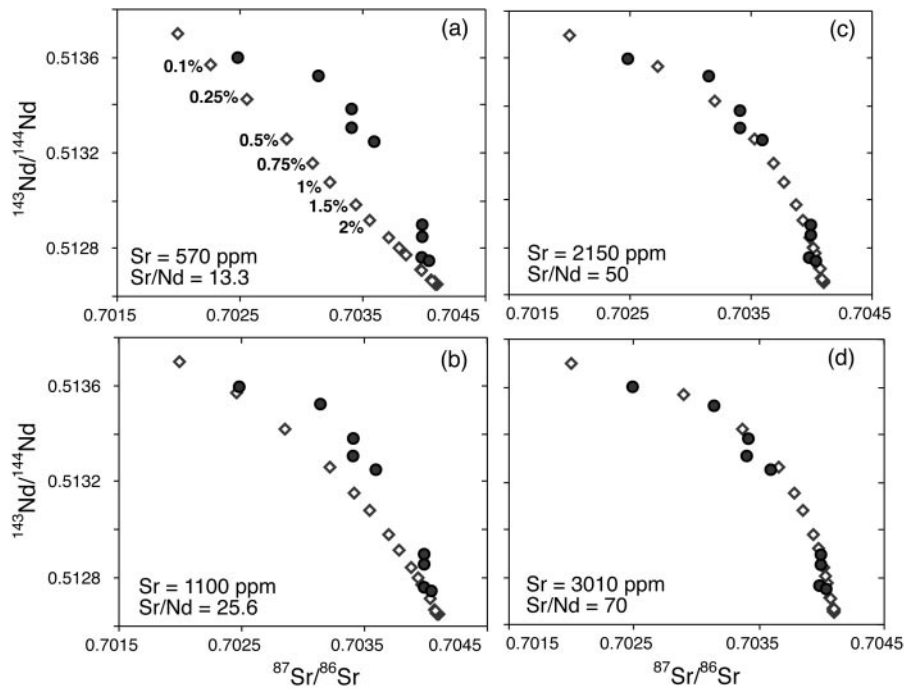 (a)
0.5136
0.5132
0.5128
¹⁴³Nd/¹⁴⁴Nd
0.1%
0.25%
0.5%
0.75%
1%
1.5%
2%
Sr = 570 ppm
Sr/Nd = 13.3
0.7015 0.7025 0.7035 0.7045
(c)
Sr = 2150 ppm
Sr/Nd = 50
0.7015 0.7025 0.7035 0.7045
(b)
0.5136
0.5132
0.5128
¹⁴³Nd/¹⁴⁴Nd
Sr = 1100 ppm
Sr/Nd = 25.6
0.7015 0.7025 0.7035 0.7045
⁸⁷Sr/⁸⁶Sr
(d)
Sr = 3010 ppm
Sr/Nd = 70
0.7015 0.7025 0.7035 0.7045
⁸⁷Sr/⁸⁶Sr